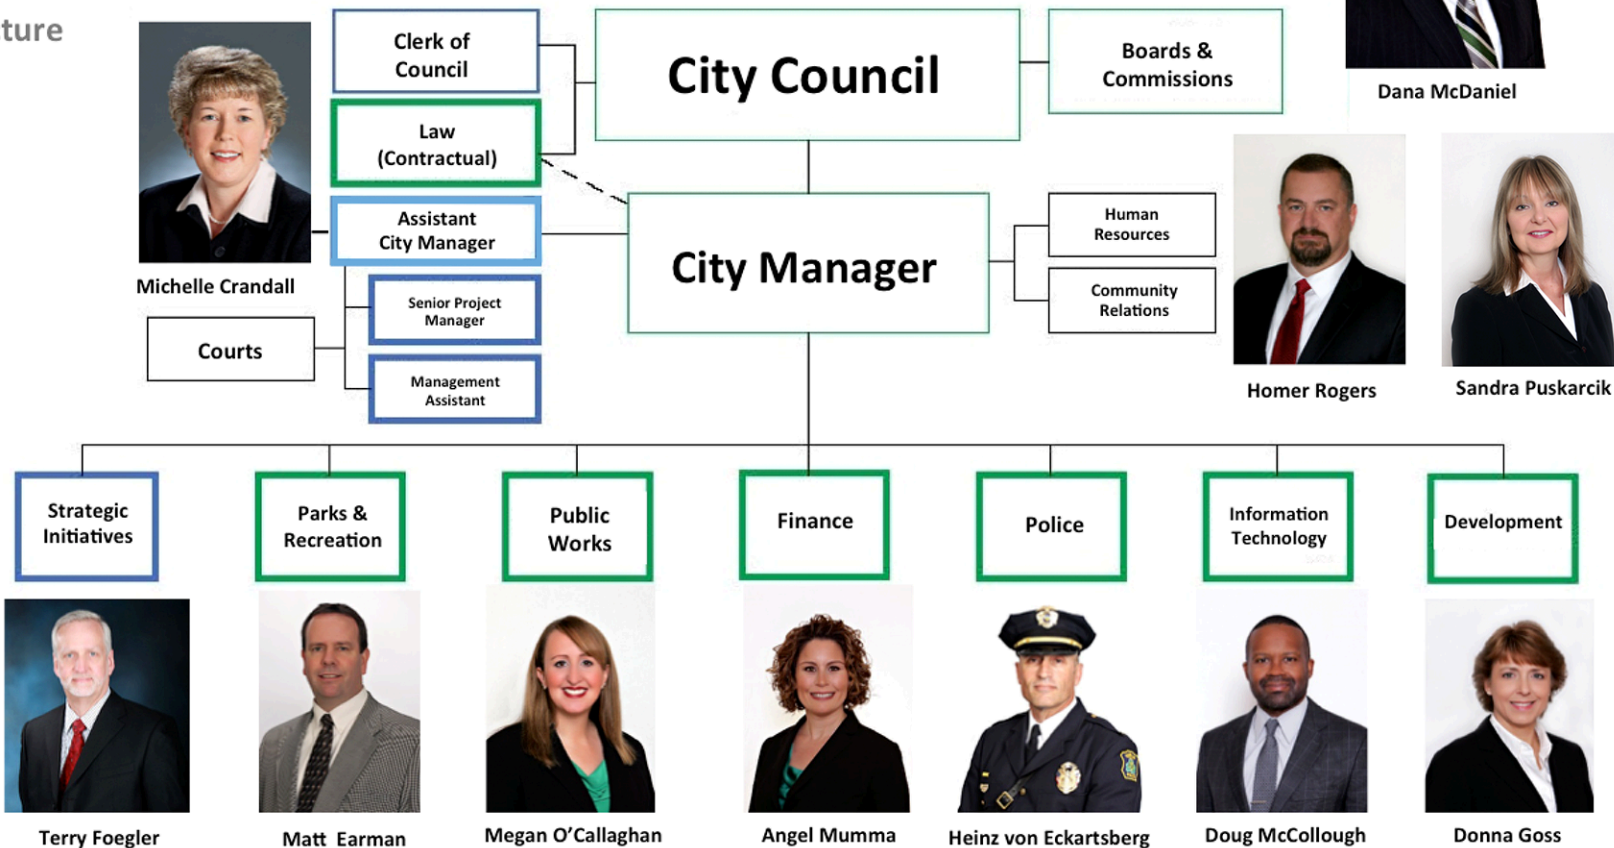 cture
Clerk of
Council
City Council
Boards &
Commissions
Dana McDaniel
Law
(Contractual)
Assistant
City Manager
City Manager
Human
Resources
Michelle Crandall
Community
Relations
Senior Project
Manager
Courts
Management
Assistant
Homer Rogers
Sandra Puskarcik
Strategic
Initiatives
Parks &
Recreation
Public
Works
Finance
Police
Information
Technology
Development
Terry Foegler
Matt Earman
Megan O’Callaghan
Angel Mumma
Heinz von Eckartsberg
Doug McCollough
Donna Goss